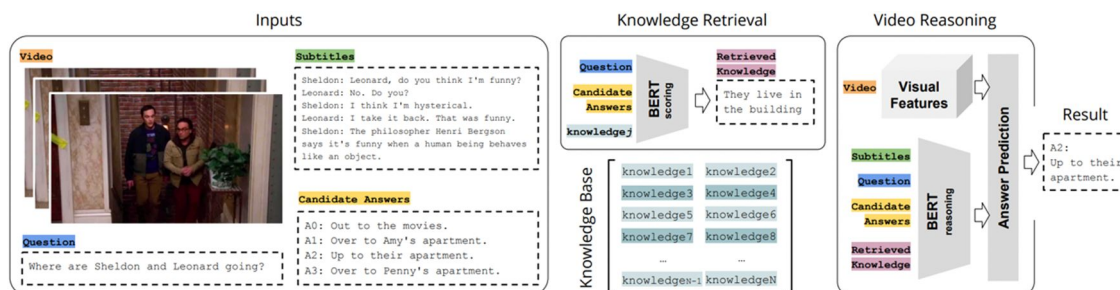 Inputs
Video
Subtitles
Sheldon: Leonard, do you think I'm funny?
Leonard: No. Do you?
Sheldon: I think I'm hysterical.
Leonard: I take it back. That was funny.
Sheldon: The philosopher Henri Bergson
says it's funny when a human being behaves
like an object.
Question
Where are Sheldon and Leonard going?
Candidate Answers
A0: Out to the movies.
A1: Over to Amy's apartment.
A2: Up to their apartment.
A3: Over to Penny's apartment.
Knowledge Retrieval
Question
Candidate
Answers
knowledgej
BERT
scoring
Retrieved
Knowledge
They live in
the building
Knowledge Base
knowledge1 knowledge2
knowledge3 knowledge4
knowledge5 knowledge6
knowledge7 knowledge8
… …
knowledgeN-1 knowledgeN
Video Reasoning
Video
Visual
Features
Subtitles
Question
Candidate
Answers
Retrieved
Knowledge
BERT
reasoning
Answer Prediction
Result
A2:
Up to their
apartment.